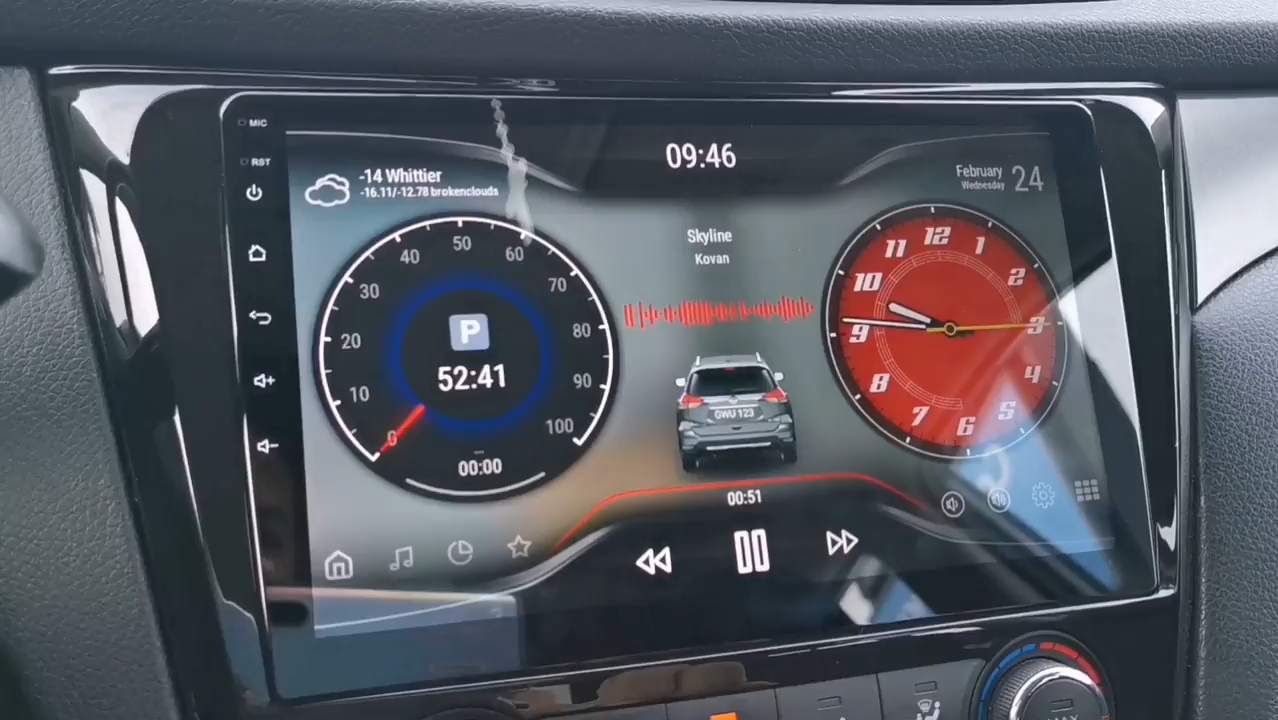 MIC
RST
-14 Whittier
-16.11/-12.78 brokenclouds
09:46
February
Wednesday
24
Skyline
Kovan
0
10
20
30
40
50
60
70
80
90
100
P
52:41
00:00
GWU 123
12
1
2
3
4
5
6
7
8
9
10
11
00:51